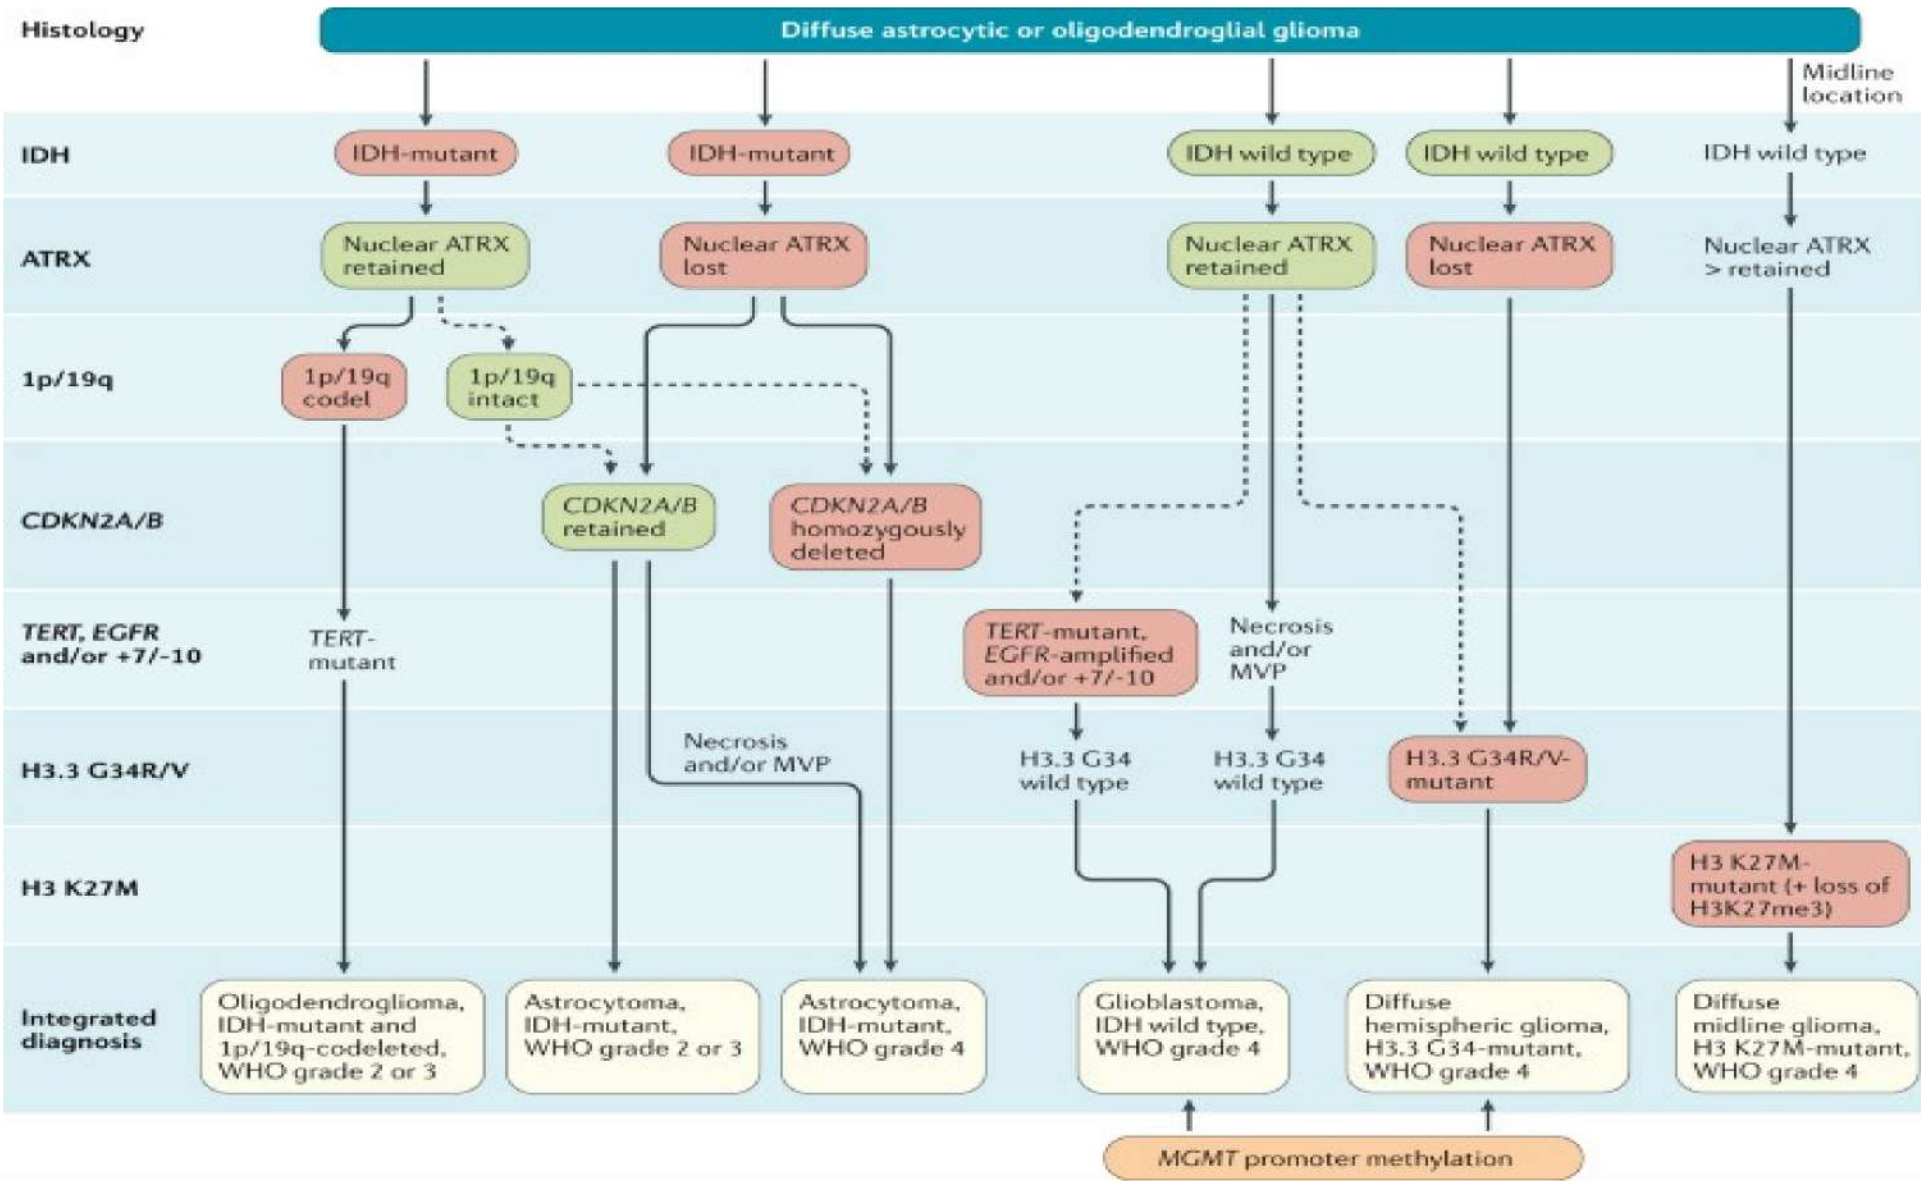 Histology
Diffuse astrocytic or oligodendroglial glioma
Midline
location
IDH
IDH-mutant
IDH-mutant
IDH wild type
IDH wild type
IDH wild type
ATRX
Nuclear ATRX
retained
Nuclear ATRX
lost
Nuclear ATRX
retained
Nuclear ATRX
lost
Nuclear ATRX
> retained
1p/19q
1p/19q
codel
1p/19q
intact
CDKN2A/B
CDKN2A/B
retained
CDKN2A/B
homozygously
deleted
TERT, EGFR
and/or +7/-10
TERT-
mutant
TERT-mutant,
EGFR-amplified
and/or +7/-10
Necrosis
and/or
MVP
H3.3 G34R/V
Necrosis
and/or MVP
H3.3 G34
wild type
H3.3 G34
wild type
H3.3 G34R/V-
mutant
H3 K27M
H3 K27M-
mutant (+ loss of
H3K27me3)
Integrated
diagnosis
Oligodendroglioma,
IDH-mutant and
1p/19q-codeleted,
WHO grade 2 or 3
Astrocytoma,
IDH-mutant,
WHO grade 2 or 3
Astrocytoma,
IDH-mutant,
WHO grade 4
Glioblastoma,
IDH wild type,
WHO grade 4
Diffuse
hemispheric glioma,
H3.3 G34-mutant,
WHO grade 4
Diffuse
midline glioma,
H3 K27M-mutant,
WHO grade 4
MGMT promoter methylation